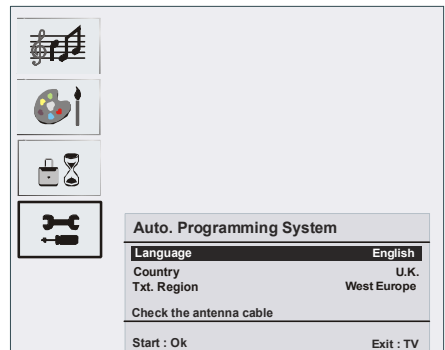 Auto. Programming System
Language English
Country U.K.
Txt. Region West Europe
Check the antenna cable
Start : Ok Exit : TV